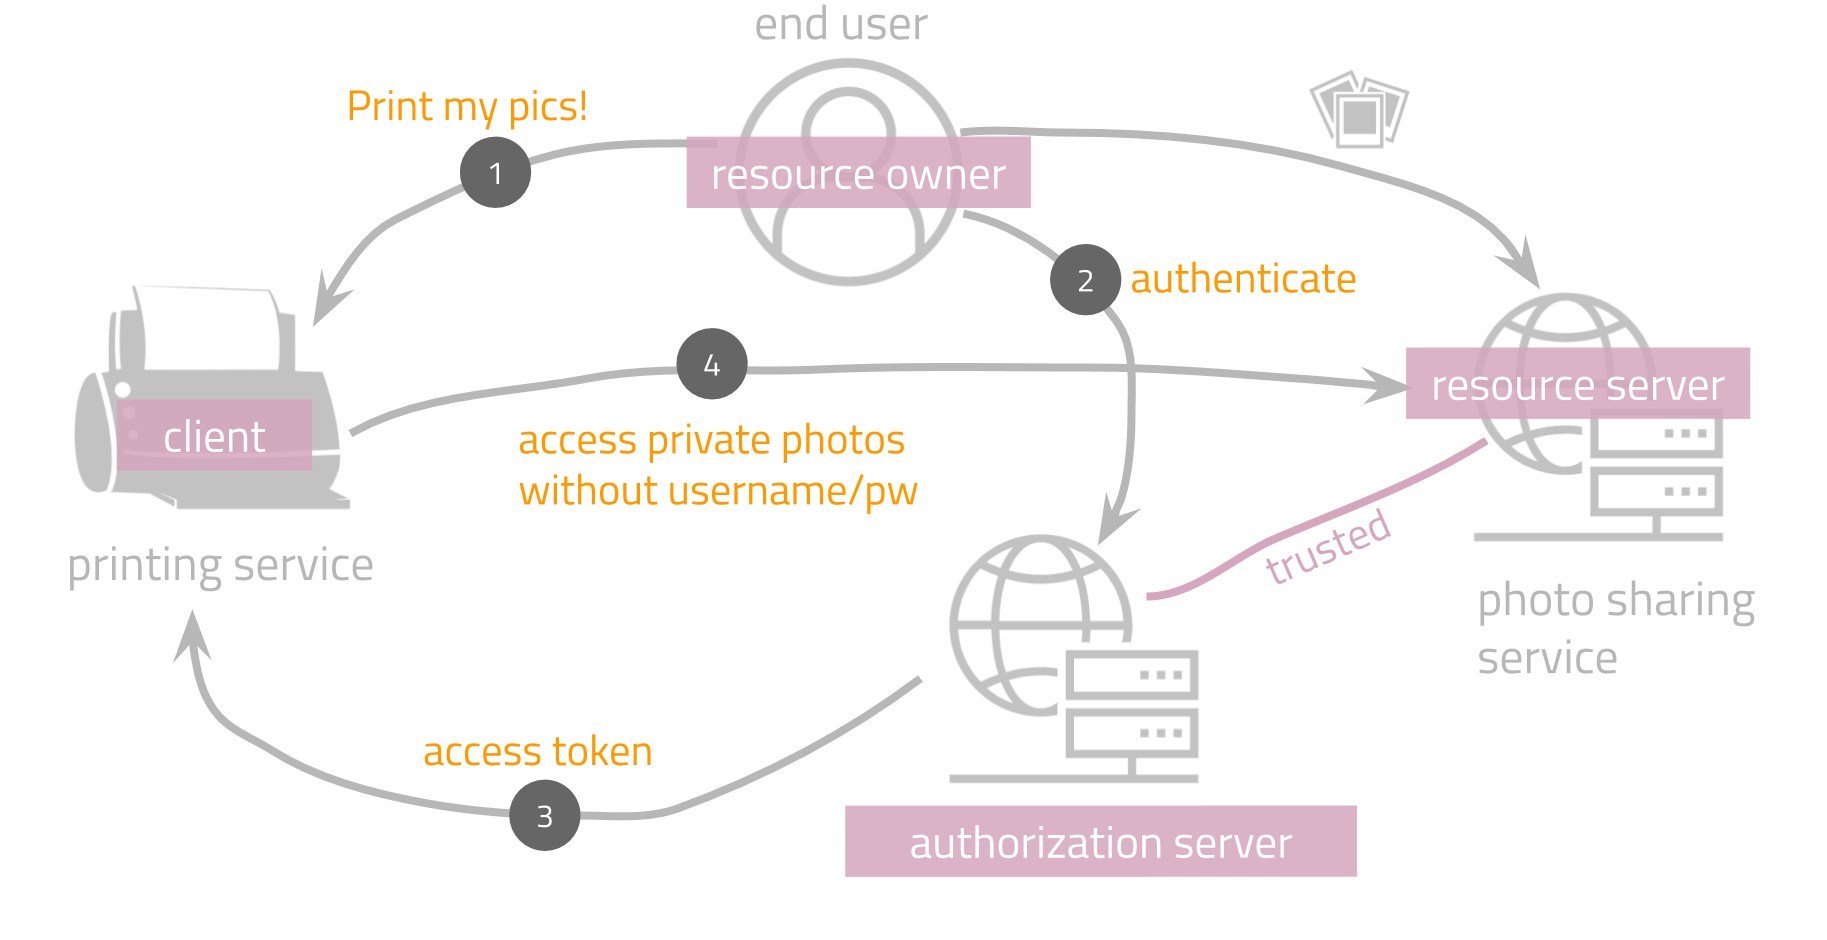 end user
Print my pics!
1
resource owner
2
authenticate
4
resource server
client
access private photos
without username/pw
trusted
printing service
photo sharing
service
access token
3
authorization server